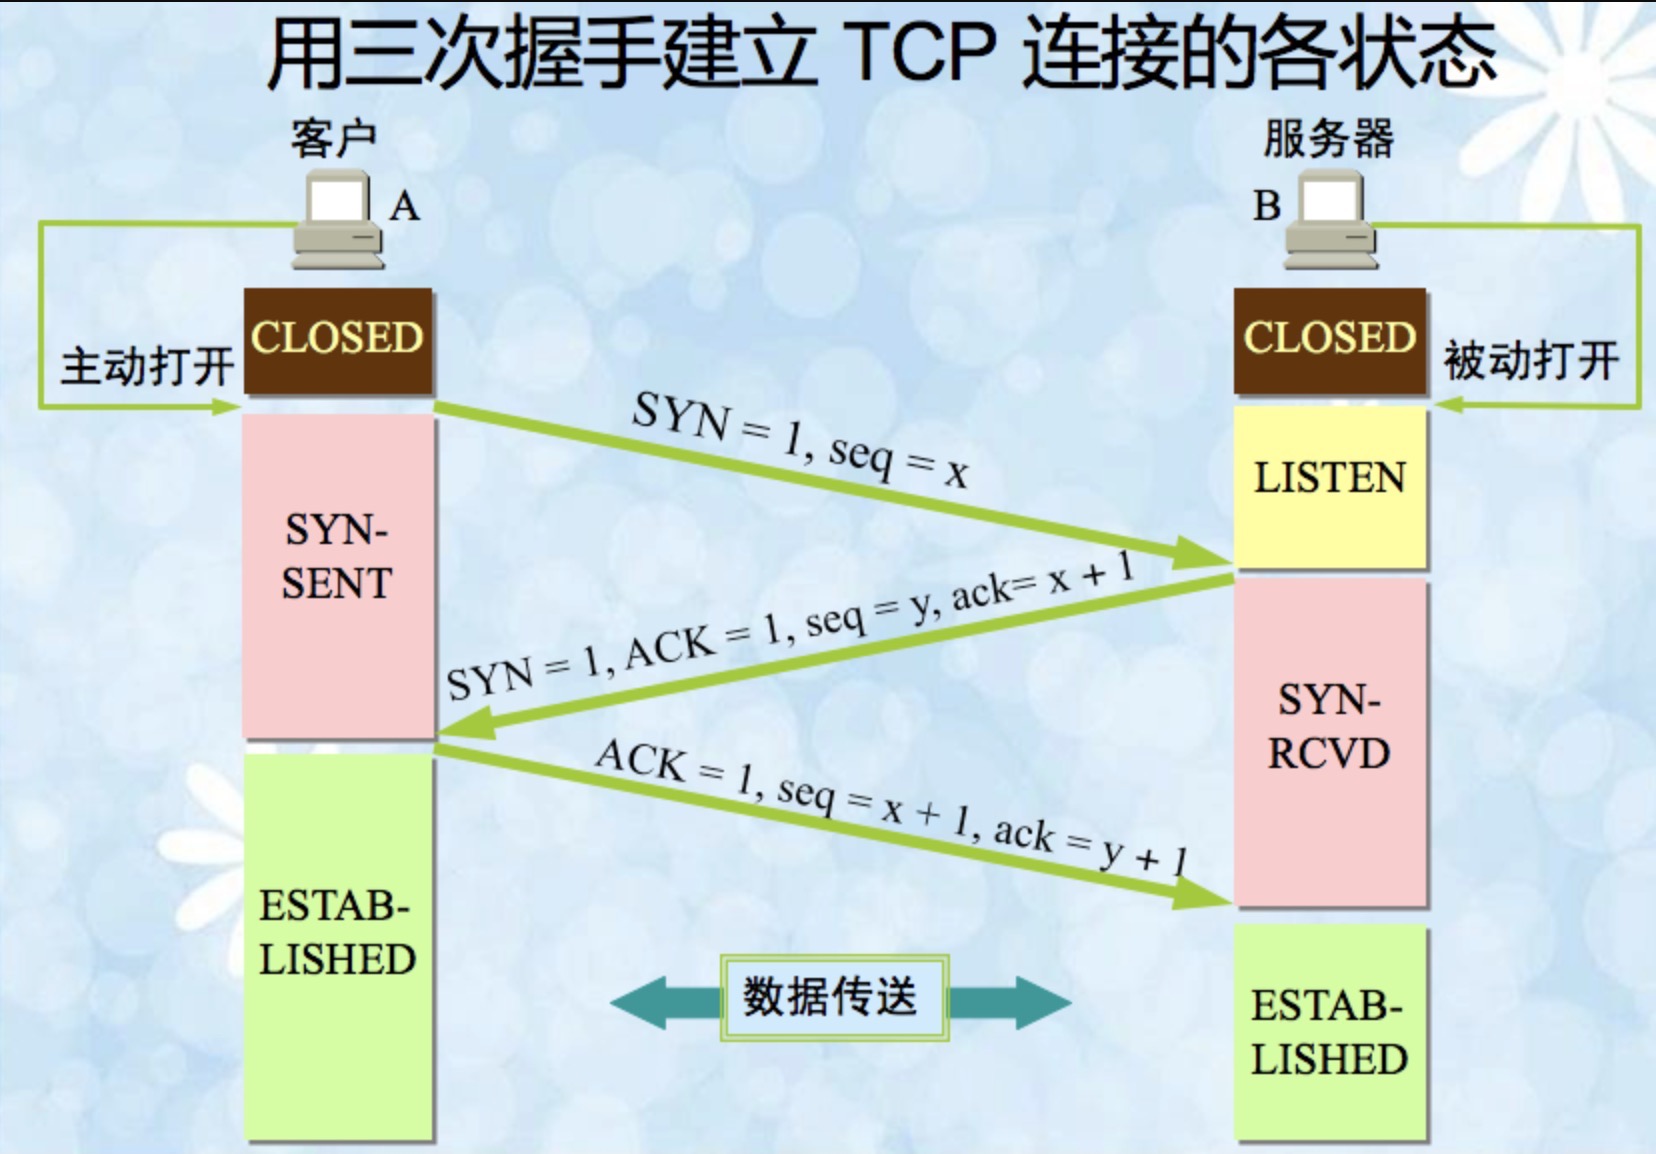 用三次握手建立 TCP 连接的各状态
客户
服务器
A
B
CLOSED
CLOSED
主动打开
被动打开
SYN = 1, seq = x
LISTEN
SYN-
SENT
SYN = 1, ACK = 1, seq = y, ack= x + 1
SYN-
RCVD
ACK = 1, seq = x + 1, ack = y + 1
ESTAB-
LISHED
数据传送
ESTAB-
LISHED